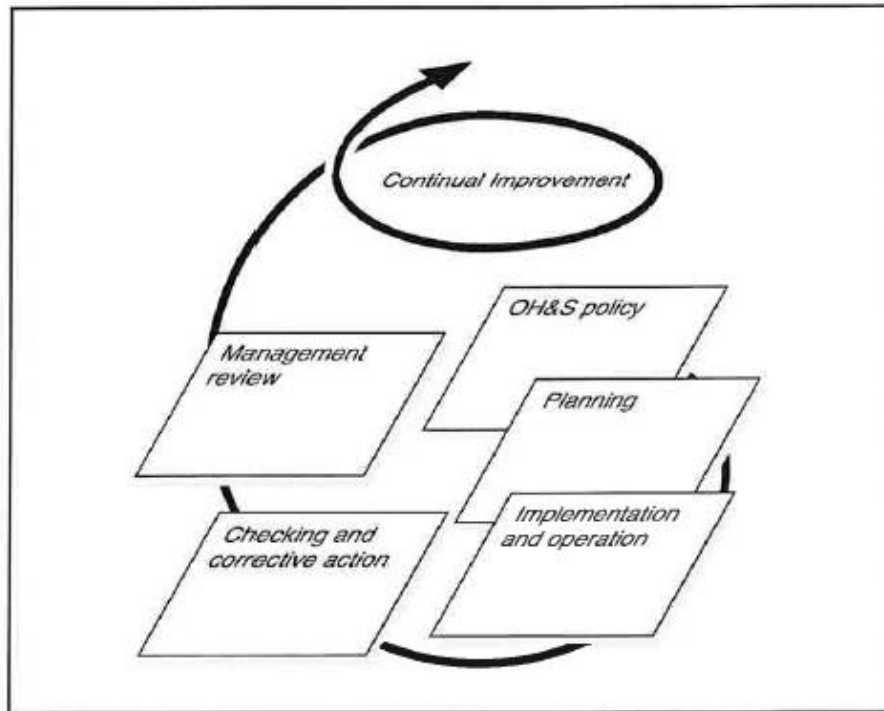 Continual Improvement
OH&S policy
Management
review
Planning
Implementation
and operation
Checking and
corrective action